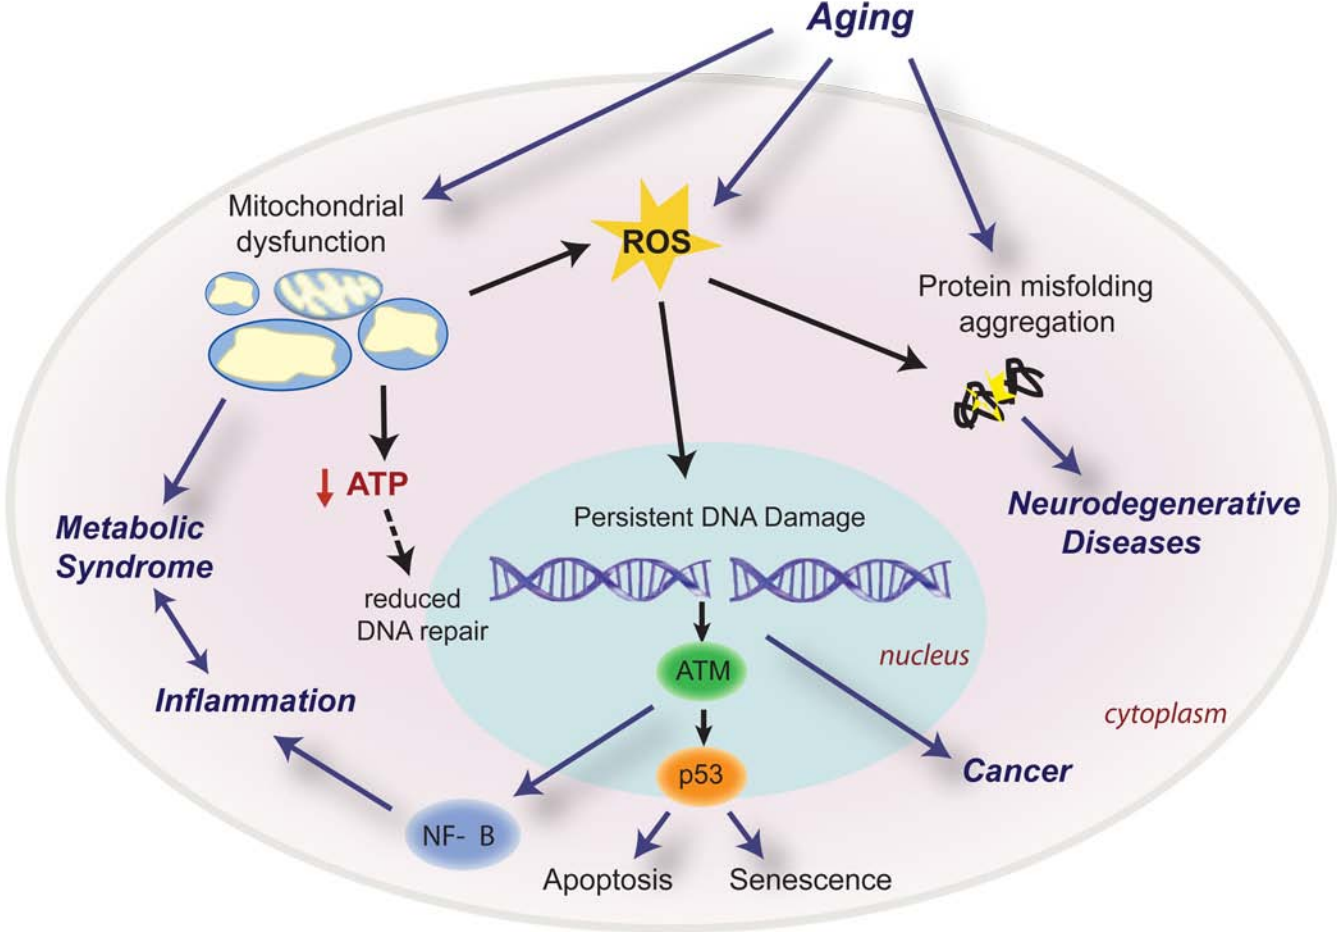 Aging
Mitochondrial
dysfunction
ROS
Protein misfolding
aggregation
ATP
Persistent DNA Damage
Neurodegenerative
Diseases
Metabolic
Syndrome
reduced
DNA repair
ATM
nucleus
Inflammation
cytoplasm
p53
Cancer
NF- B
Apoptosis
Senescence